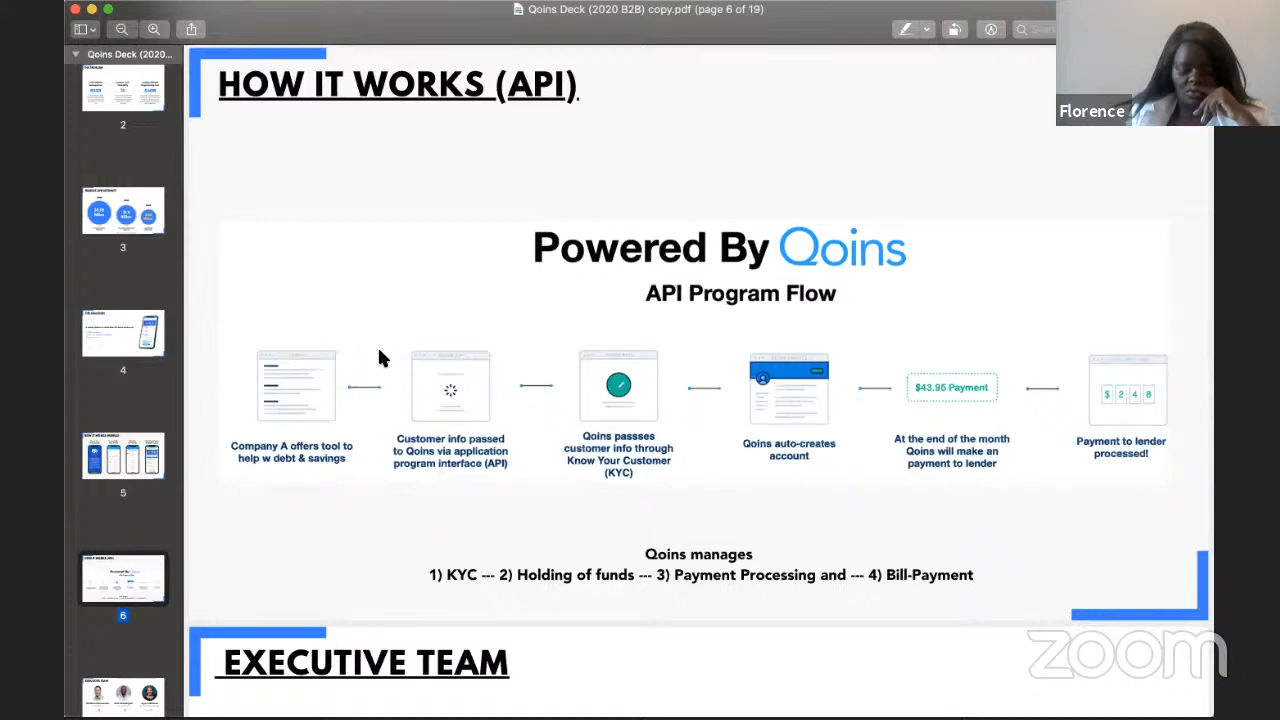 Qoins Deck (2020 B2B) copy.pdf (page 6 of 19)
Qoins Deck (2020...
2
3
4
5
6
HOW IT WORKS (API)
Florence
Powered By Qoins
API Program Flow
Company A offers tool to
help w debt & savings
Customer info passed
to Qoins via application
program interface (API)
Qoins passses
customer info through
Know Your Customer
(KYC)
Qoins auto-creates
account
$43.95 Payment
At the end of the month
Qoins will make an
payment to lender
$ 2 4 8
Payment to lender
processed!
Qoins manages
1) KYC --- 2) Holding of funds --- 3) Payment Processing and --- 4) Bill-Payment
EXECUTIVE TEAM
zoom